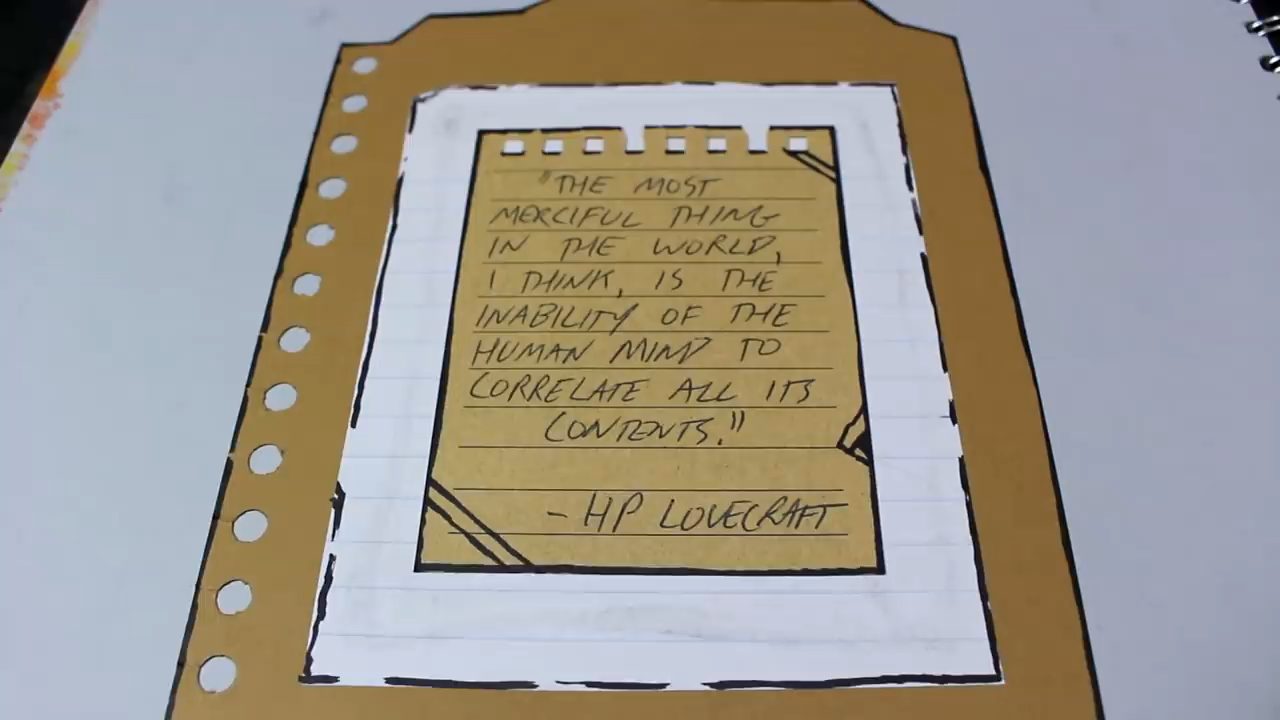 "THE MOST
MERCIFUL THING
IN THE WORLD,
I THINK, IS THE
INABILITY OF THE
HUMAN MIND TO
CORRELATE ALL ITS
CONTENTS."
- HP LOVECRAFT